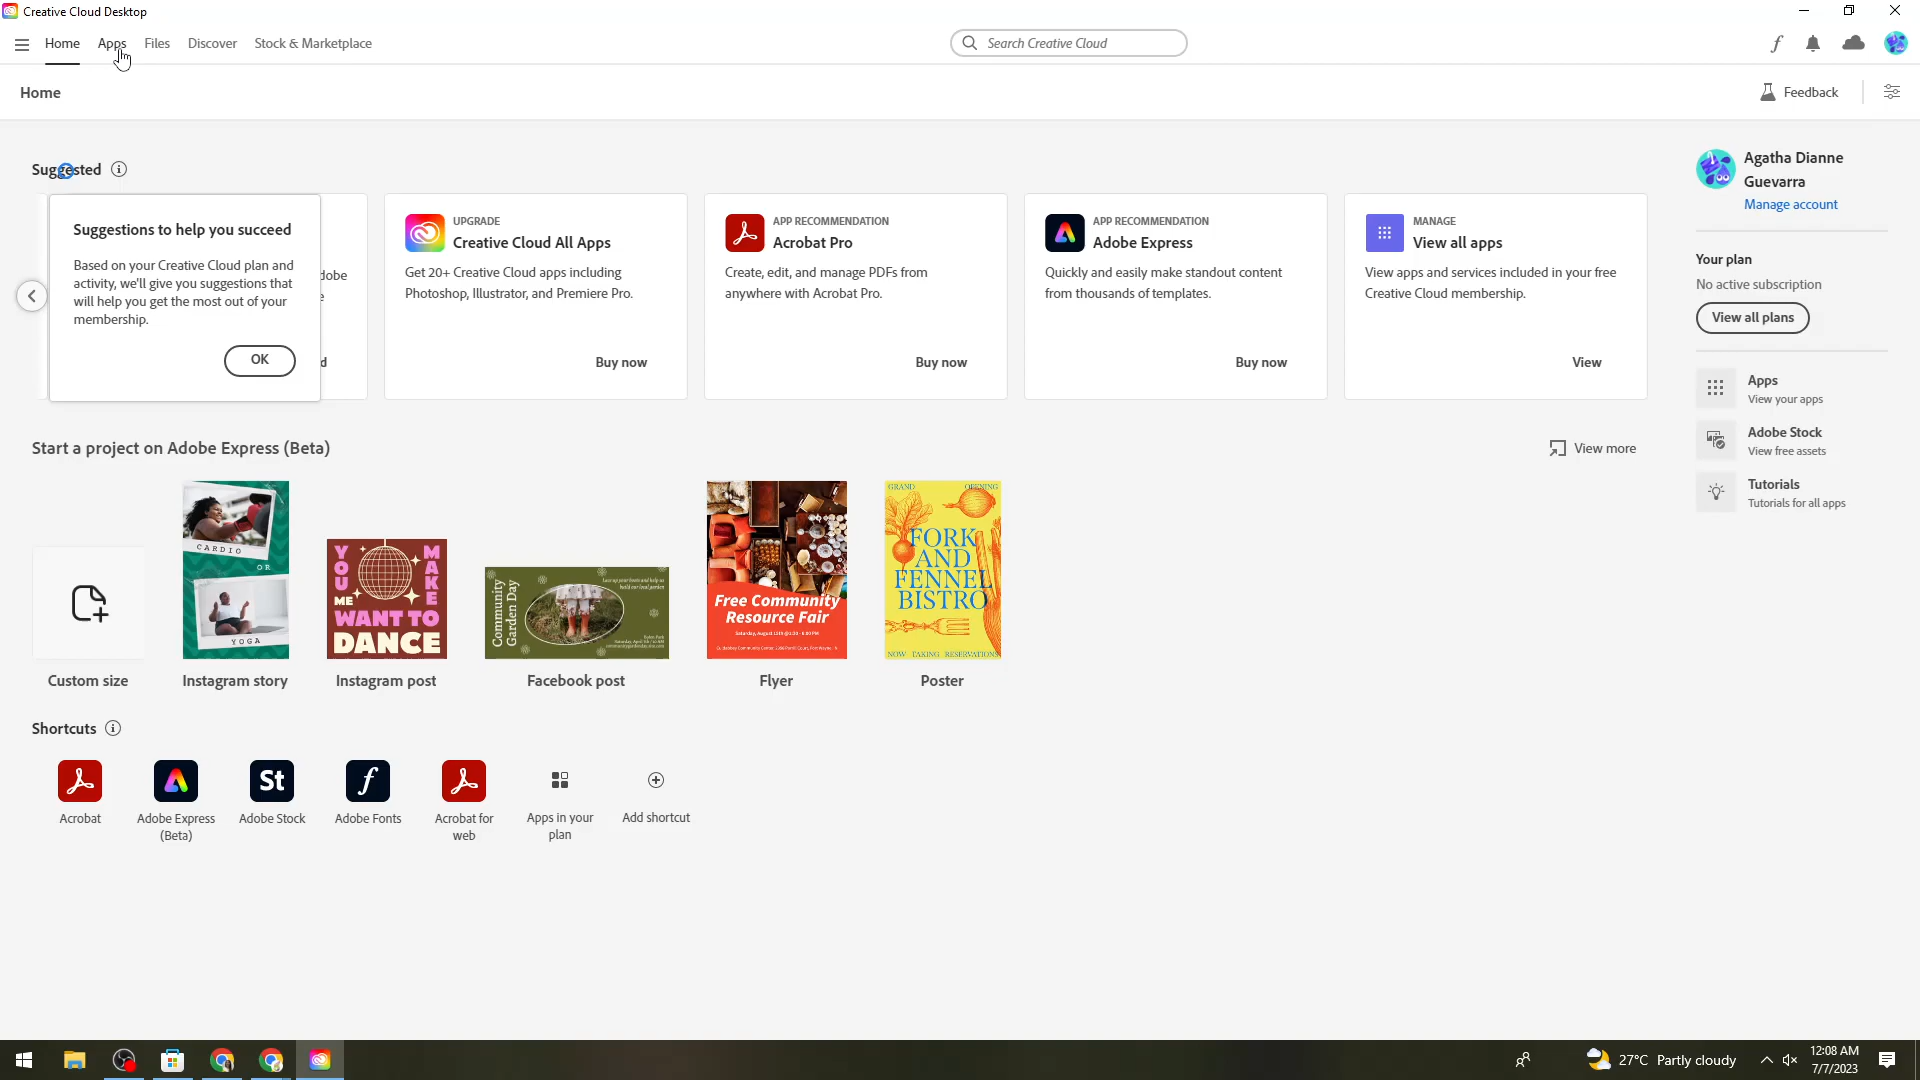 Creative Cloud Desktop
Home Apps Files Discover Stock & Marketplace
Search Creative Cloud
Home
Feedback
Suggested
Suggestions to help you succeed
Based on your Creative Cloud plan and
activity, we'll give you suggestions that
will help you get the most out of your
membership.
OK
UPGRADE
Creative Cloud All Apps
Get 20+ Creative Cloud apps including
Photoshop, Illustrator, and Premiere Pro.
Buy now
APP RECOMMENDATION
Acrobat Pro
Create, edit, and manage PDFs from
anywhere with Acrobat Pro.
Buy now
APP RECOMMENDATION
Adobe Express
Quickly and easily make standout content
from thousands of templates.
Buy now
MANAGE
View all apps
View apps and services included in your free
Creative Cloud membership.
View
Agatha Dianne
Guevarra
Manage account
Your plan
No active subscription
View all plans
Apps
View your apps
Adobe Stock
View free assets
Tutorials
Tutorials for all apps
Start a project on Adobe Express (Beta)
View more
Custom size
CARDIO
OR
YOGA
Instagram story
YOU MAKE
ME
WANT TO
DANCE
Instagram post
Community
Garden Day
Facebook post
Free Community
Resource Fair
Flyer
GRAND OPENING
FORK
AND
FENNEL
BISTRO
NOW TAKING RESERVATIONS
Poster
Shortcuts
Acrobat
Adobe Express
(Beta)
St
Adobe Stock
Adobe Fonts
Acrobat for
web
Apps in your
plan
Add shortcut
27°C Partly cloudy
12:08 AM
7/7/2023